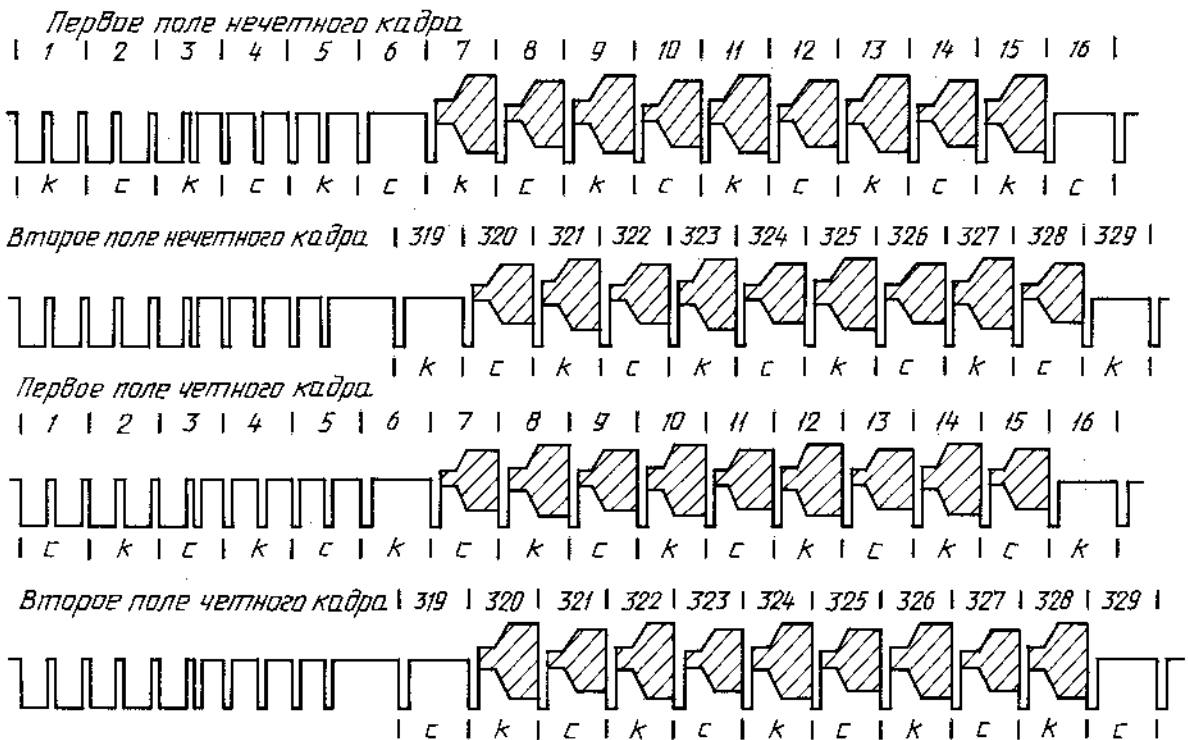 Первое поле нечетного кадра
| 1 | 2 | 3 | 4 | 5 | 6 | 7 | 8 | 9 | 10 | 11 | 12 | 13 | 14 | 15 | 16 |
| к | с | к | с | к | с | к | с | к | с | к | с | к | с | к | с |
Второе поле нечетного кадра | 319 | 320 | 321 | 322 | 323 | 324 | 325 | 326 | 327 | 328 | 329 |
| к | с | к | с | к | с | к | с | к | с | к |
Первое поле четного кадра
| 1 | 2 | 3 | 4 | 5 | 6 | 7 | 8 | 9 | 10 | 11 | 12 | 13 | 14 | 15 | 16 |
| с | к | с | к | с | к | с | к | с | к | с | к | с | к | с | к |
Второе поле четного кадра | 319 | 320 | 321 | 322 | 323 | 324 | 325 | 326 | 327 | 328 | 329 |
| с | к | с | к | с | к | с | к | с | к | с |